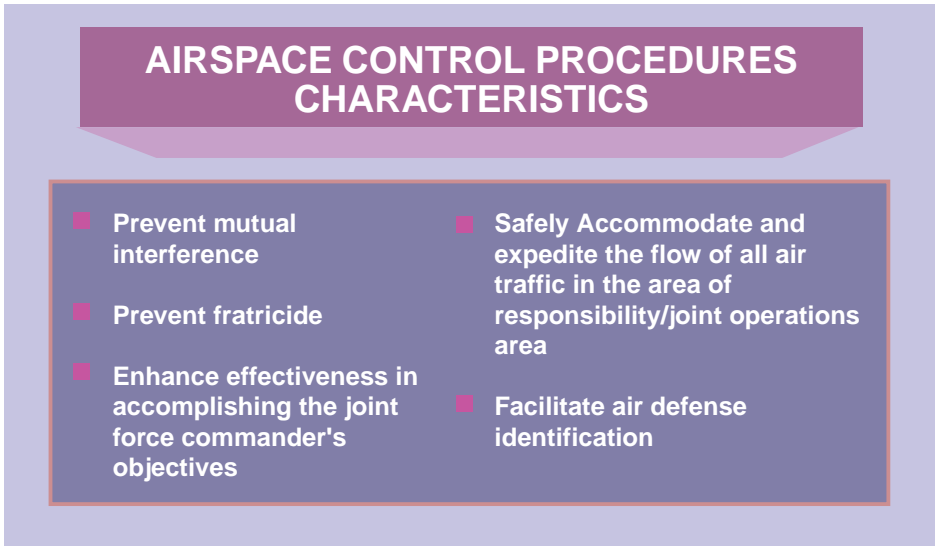 AIRSPACE CONTROL PROCEDURES
CHARACTERISTICS
Prevent mutual
interference
Prevent fratricide
Enhance effectiveness in
accomplishing the joint
force commander's
objectives
Safely Accommodate and
expedite the flow of all air
traffic in the area of
responsibility/joint operations
area
Facilitate air defense
identification